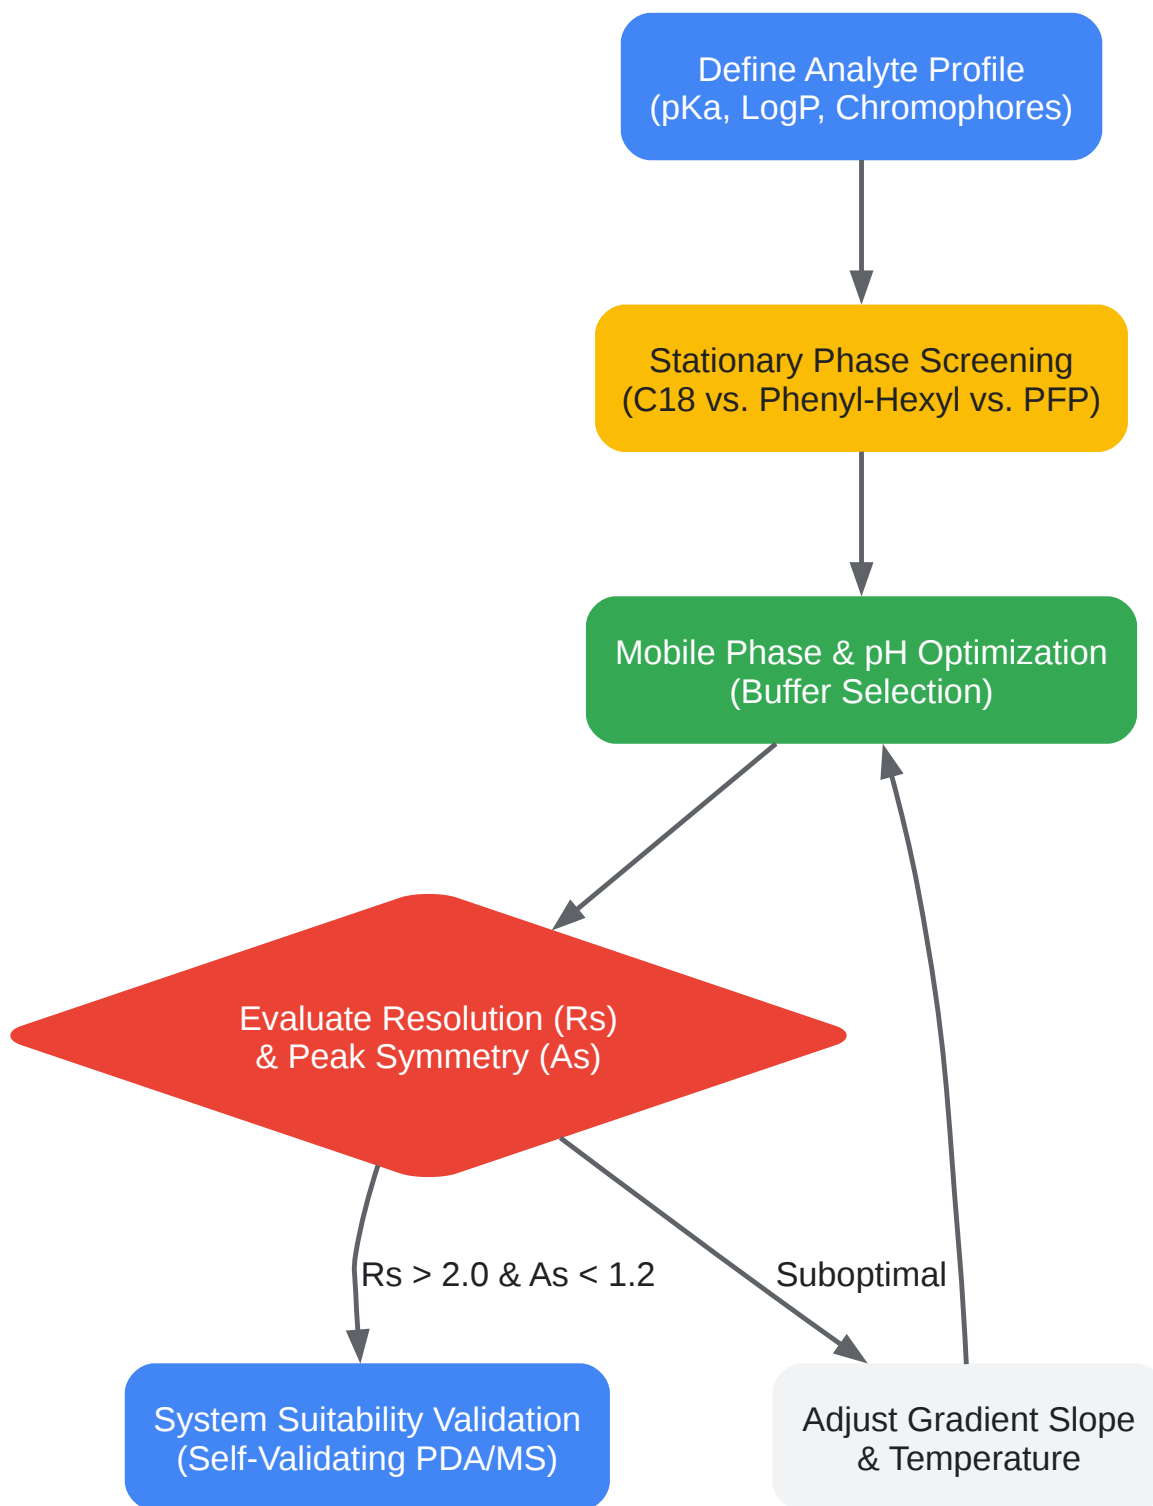 Define Analyte Profile
(pKa, LogP, Chromophores)
Stationary Phase Screening
(C18 vs. Phenyl-Hexyl vs. PFP)
Mobile Phase & pH Optimization
(Buffer Selection)
Evaluate Resolution (Rs)
& Peak Symmetry (As)
Rs > 2.0 & As < 1.2
Suboptimal
System Suitability Validation
(Self-Validating PDA/MS)
Adjust Gradient Slope
& Temperature